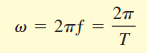 ω = 2πf = 2π/T